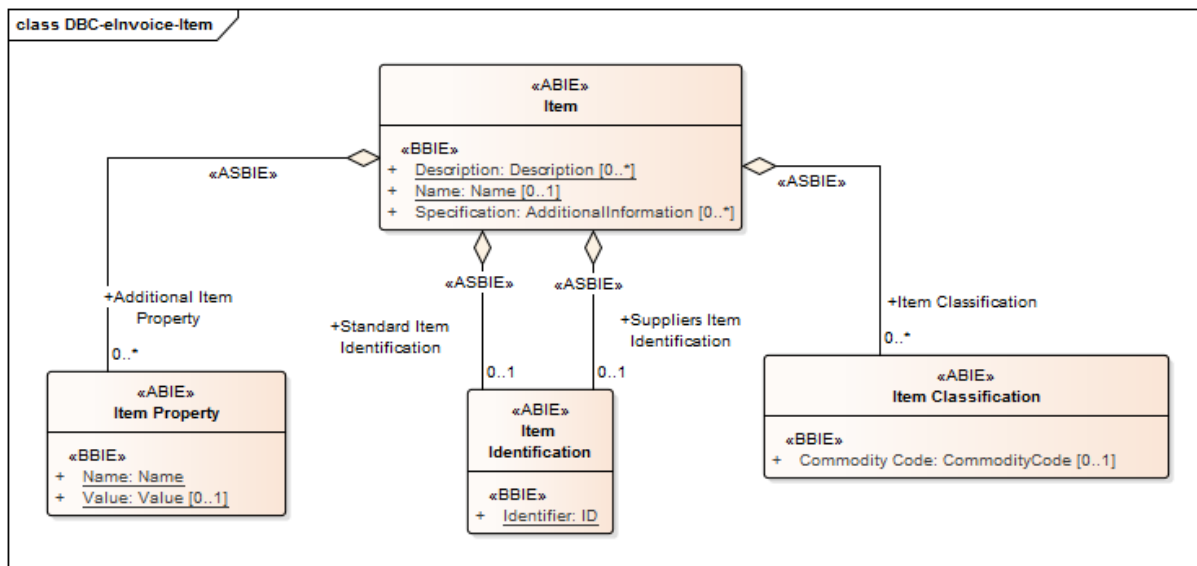 class DBC-eInvoice-Item
«ABIE»
Item
«BBIE»
+ Description: Description [0..*]
+ Name: Name [0..1]
+ Specification: AdditionalInformation [0..*]
«ASBIE»
«ASBIE»
«ASBIE»
«ASBIE»
+Additional Item
Property
0..*
+Standard Item
Identification
0..1
+Suppliers Item
Identification
0..1
+Item Classification
0..*
«ABIE»
Item Property
«BBIE»
+ Name: Name
+ Value: Value [0..1]
«ABIE»
Item
Identification
«BBIE»
+ Identifier: ID
«ABIE»
Item Classification
«BBIE»
+ Commodity Code: CommodityCode [0..1]